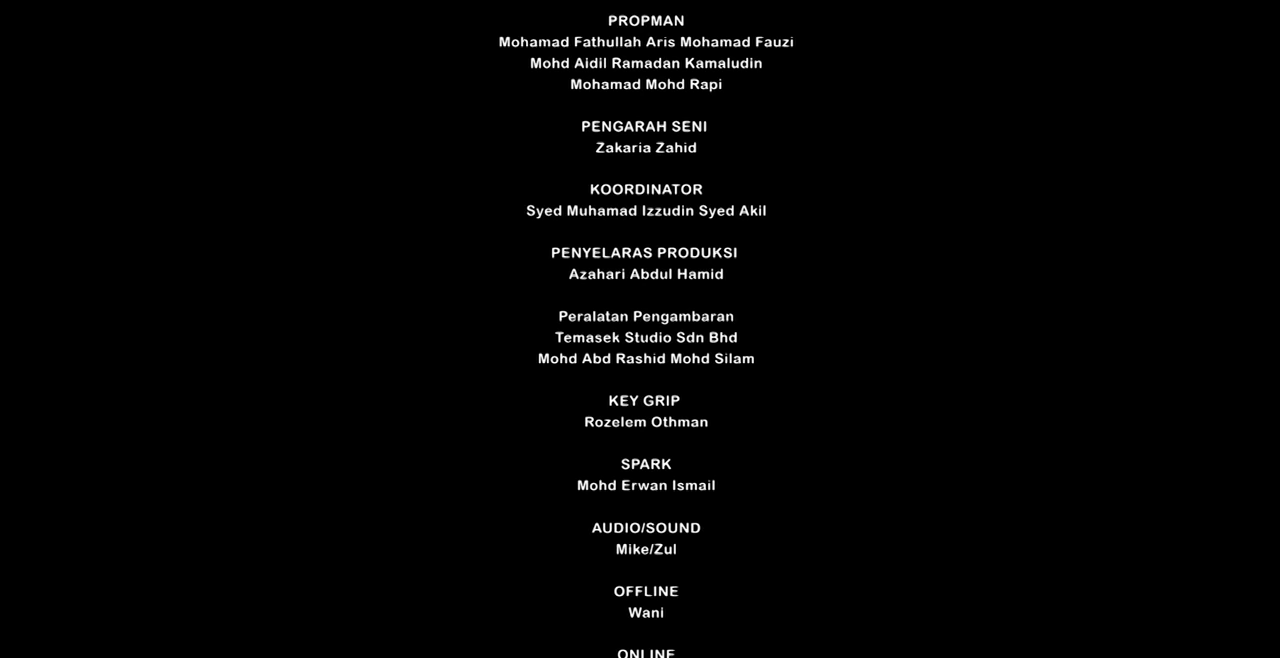 PROPMAN
Mohamad Fathullah Aris Mohamad Fauzi
Mohd Aidil Ramadan Kamaludin
Mohamad Mohd Rapi
PENGARAH SENI
Zakaria Zahid
KOORDINATOR
Syed Muhamad Izzudin Syed Akil
PENYELARAS PRODUKSI
Azahari Abdul Hamid
Peralatan Pengambaran
Temasek Studio Sdn Bhd
Mohd Abd Rashid Mohd Silam
KEY GRIP
Rozelem Othman
SPARK
Mohd Erwan Ismail
AUDIO/SOUND
Mike/Zul
OFFLINE
Wani
ONLINE